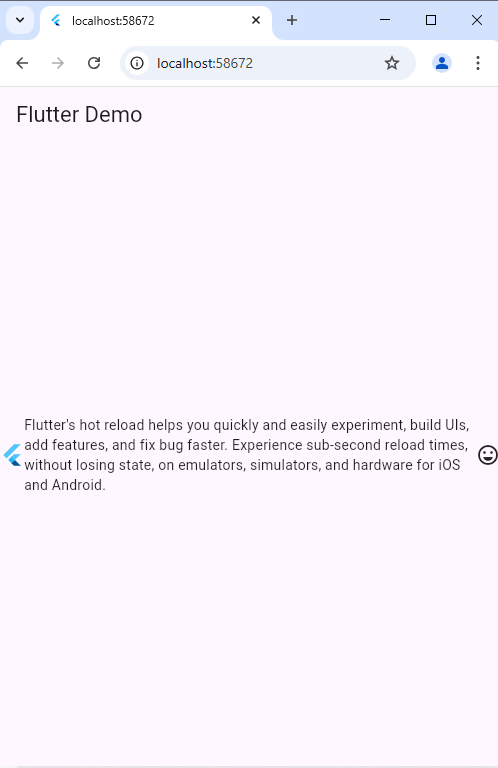 localhost:58672
localhost:58672
Flutter Demo
Flutter's hot reload helps you quickly and easily experiment, build UIs,
add features, and fix bug faster. Experience sub-second reload times,
without losing state, on emulators, simulators, and hardware for iOS
and Android.